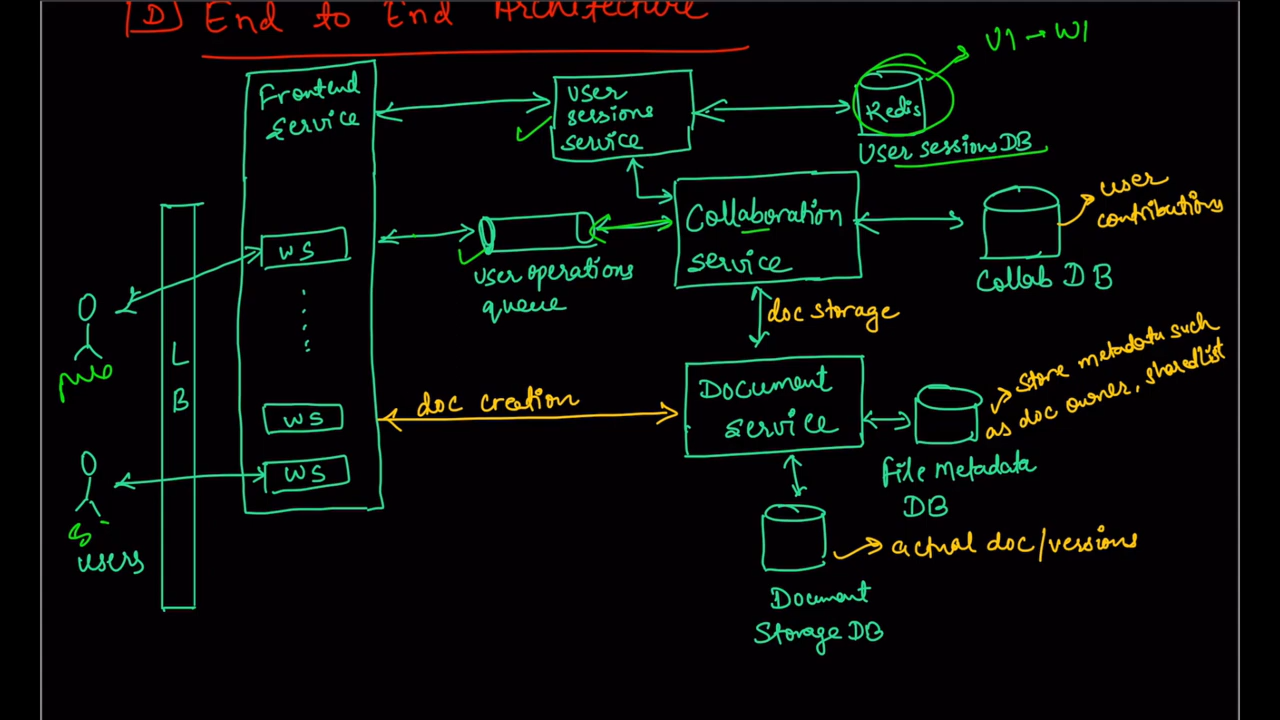 [D] End to End Architecture
Frontend
Service
User
sessions
service
Redis
U1 → W1
User sessions DB
WS
User operations
queue
Collaboration
service
user
contributions
Collab DB
doc storage
L
B
doc creation
Document
Service
Store metadata such
as doc owner, sharedlist
File Metadata
DB
WS
WS
users
actual doc/versions
Document
Storage DB